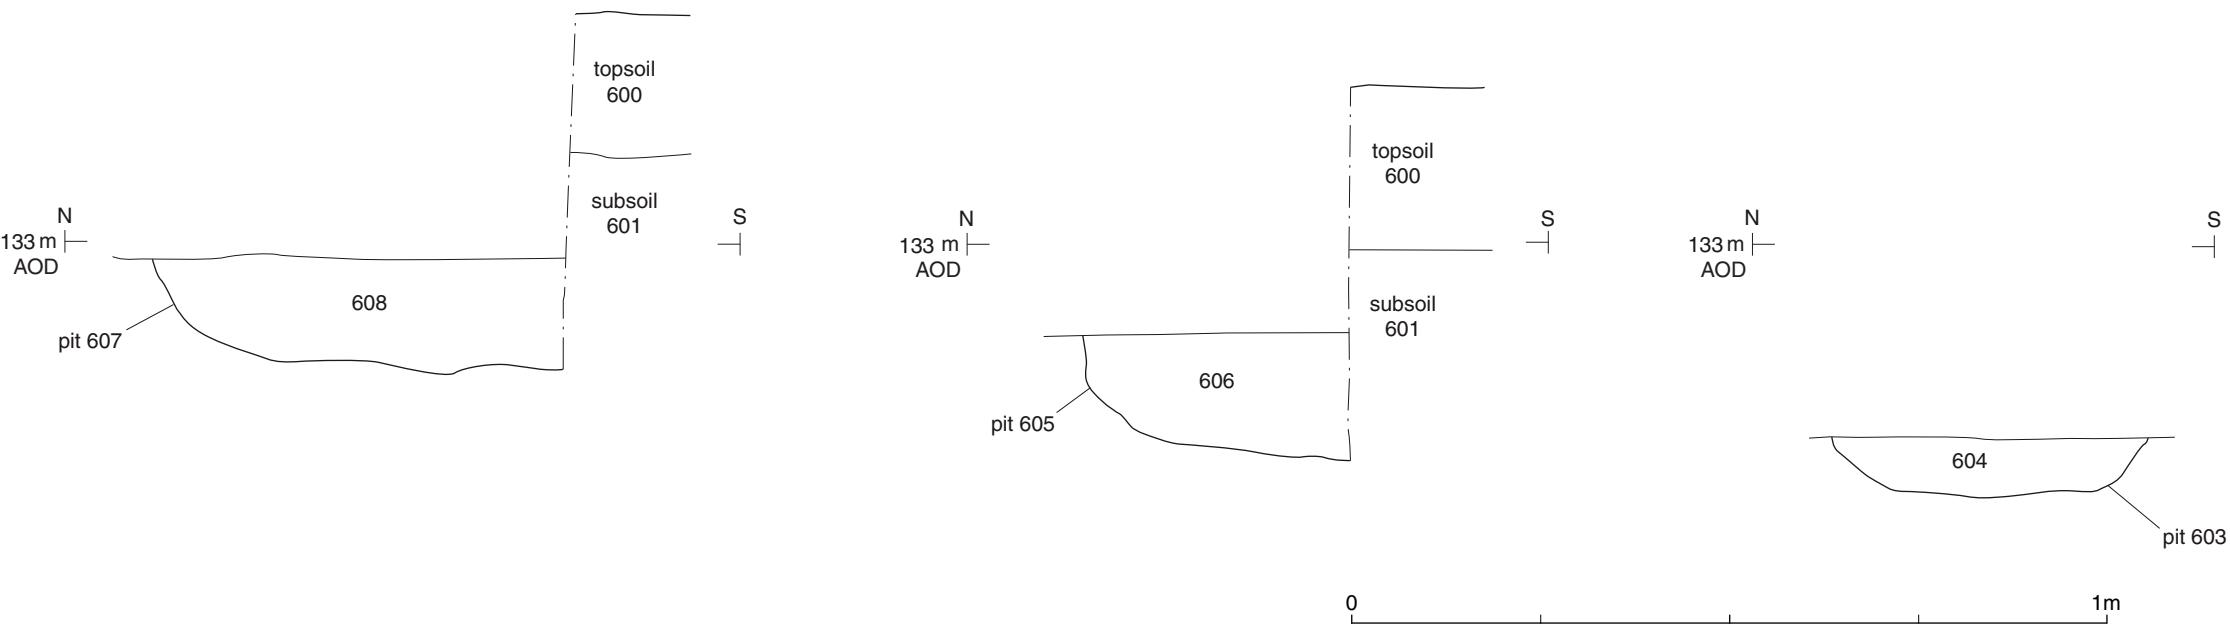 topsoil
600
subsoil
601
N
133 m
AOD
S
608
pit 607
topsoil
600
subsoil
601
N
133 m
AOD
S
606
pit 605
N
133 m
AOD
S
604
pit 603
0
1m